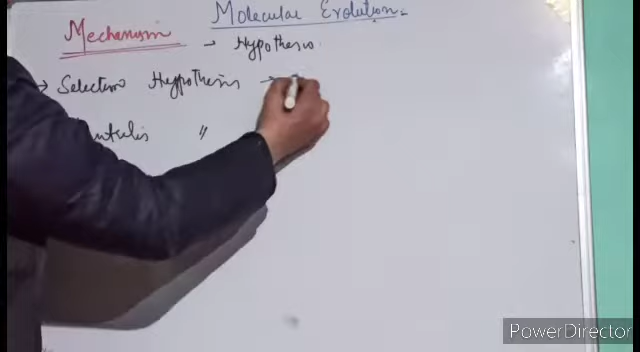 Molecular Evolution
Mechanism
→ Hypothesis
→ Selection Hypothesis →
"
PowerDirector